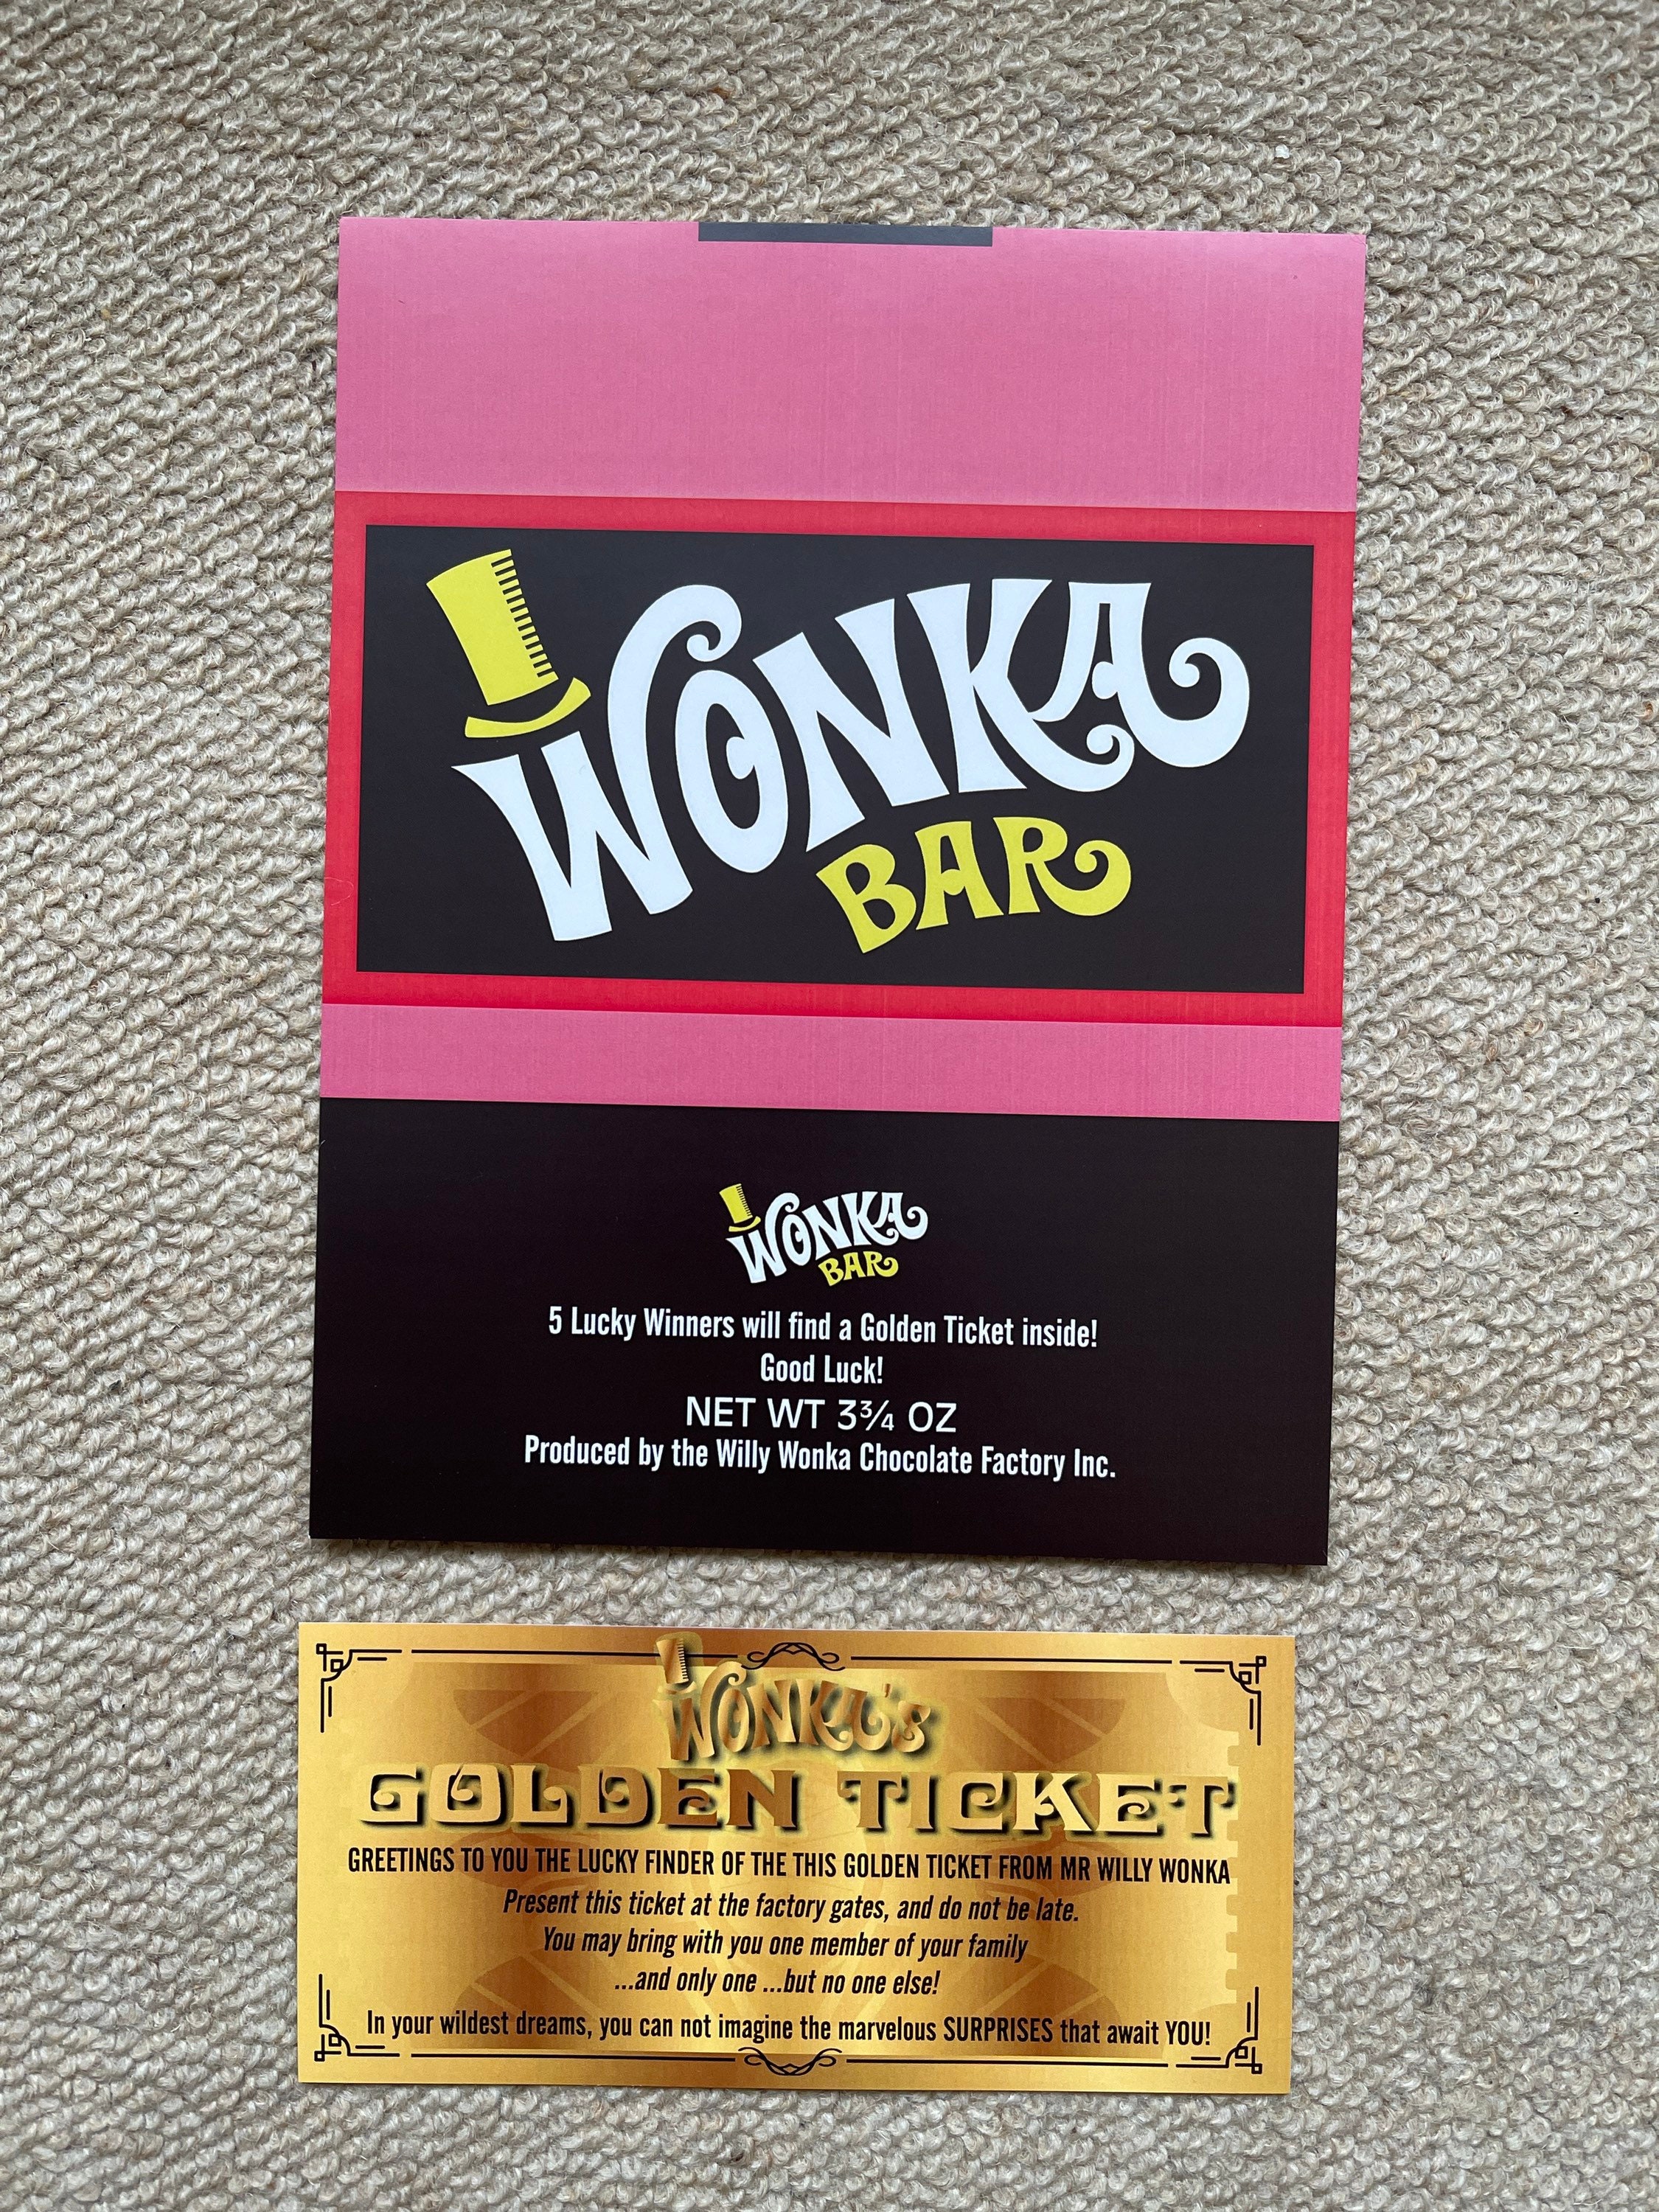 WONKA
BAR
WONKA
BAR
5 Lucky Winners will find a Golden Ticket inside!
Good Luck!
NET WT 3¾ OZ
Produced by the Willy Wonka Chocolate Factory Inc.
WONKA's
GOLDEN TICKET
GREETINGS TO YOU THE LUCKY FINDER OF THE THIS GOLDEN TICKET FROM MR WILLY WONKA
Present this ticket at the factory gates, and do not be late.
You may bring with you one member of your family
...and only one ...but no one else!
In your wildest dreams, you can not imagine the marvelous SURPRISES that await YOU!